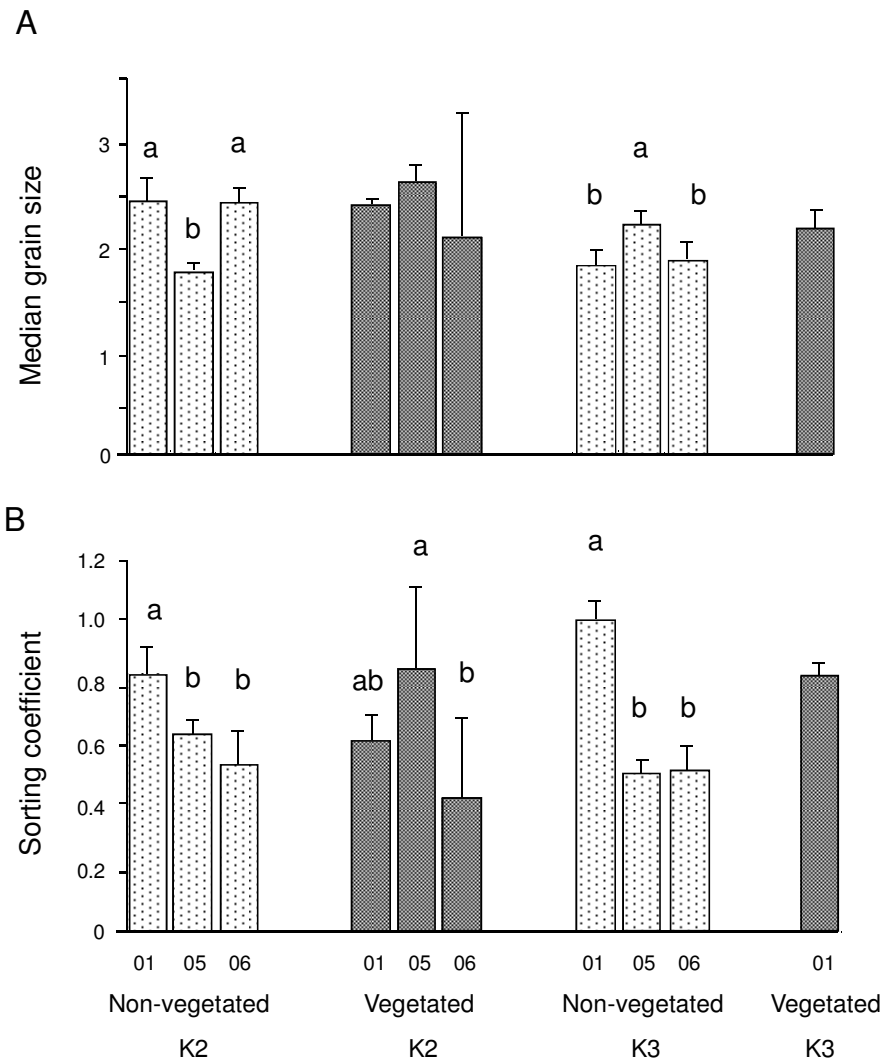 A
Median grain size
3
2
1
0
a
b
a
b
a
b
B
Sorting coefficient
1.2
1.0
0.8
0.6
0.4
0.2
0
a
b
b
ab
a
b
a
b
b
01 05 06 01 05 06 01 05 06 01
Non-vegetated Vegetated Non-vegetated Vegetated
K2 K2 K3 K3